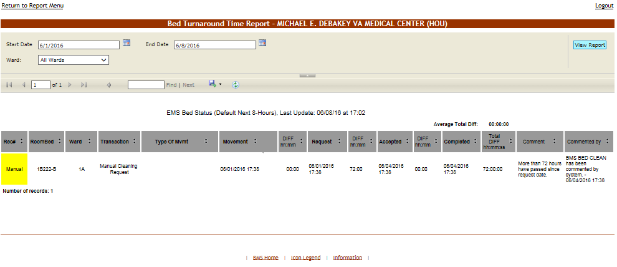 Return to Report Menu
Logout
Bed Turnaround Time Report - MICHAEL E. DEBAKEY VA MEDICAL CENTER (HOU)
Start Date 6/1/2016 End Date 6/8/2016
View Report
Ward: All Wards
1 of 1 Find | Next
EMS Bed Status (Default Next 8-Hours), Last Update: 06/08/16 at 17:02
Average Total Diff: 00:00:00
RoomBed Ward Transaction Type Of Mvmt Movement DIFF hh:mm Request DIFF hh:mm Accepted DIFF hh:mm Completed Total DIFF Comment Commented by
Manual 1B222-B 1A Manual Cleaning Request 06/01/2016 17:38 00:00 06/01/2016 17:38 72:00 06/04/2016 17:38 00:00 06/04/2016 17:38 72:00:00 More than 72 hours have passed since request date. EMS BED CLEAN has been commented by system. - 06/04/2016 17:38
Number of records: 1
| EMS Home | Icon Legend | Information |